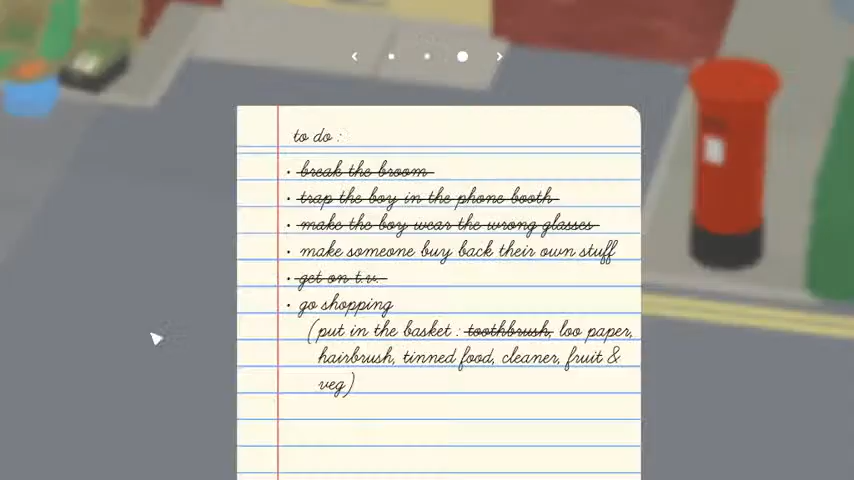 to do :
• break the broom
• trap the boy in the phone booth
• make the boy wear the wrong glasses
• make someone buy back their own stuff
• get on t.v.
• go shopping
(put in the basket : toothbrush, loo paper,
hairbrush, tinned food, cleaner, fruit &
veg)